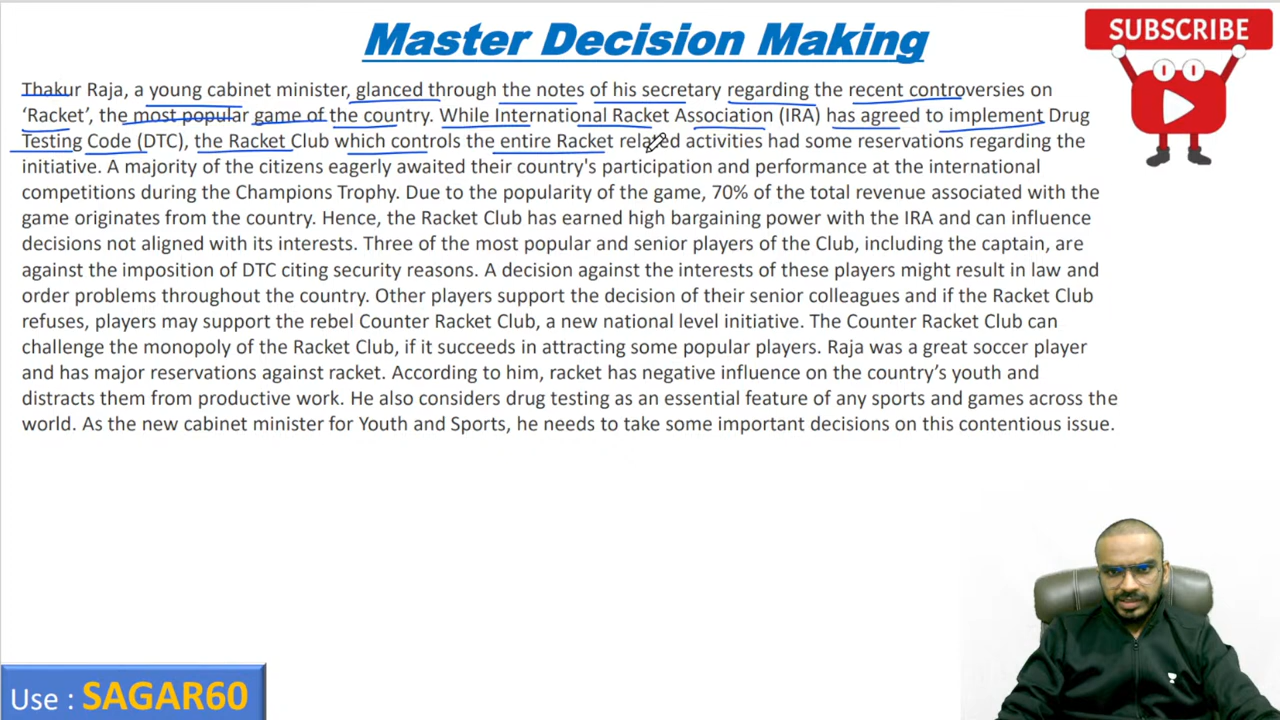 Master Decision Making
SUBSCRIBE
Thakur Raja, a young cabinet minister, glanced through the notes of his secretary regarding the recent controversies on
‘Racket’, the most popular game of the country. While International Racket Association (IRA) has agreed to implement Drug
Testing Code (DTC), the Racket Club which controls the entire Racket related activities had some reservations regarding the
initiative. A majority of the citizens eagerly awaited their country's participation and performance at the international
competitions during the Champions Trophy. Due to the popularity of the game, 70% of the total revenue associated with the
game originates from the country. Hence, the Racket Club has earned high bargaining power with the IRA and can influence
decisions not aligned with its interests. Three of the most popular and senior players of the Club, including the captain, are
against the imposition of DTC citing security reasons. A decision against the interests of these players might result in law and
order problems throughout the country. Other players support the decision of their senior colleagues and if the Racket Club
refuses, players may support the rebel Counter Racket Club, a new national level initiative. The Counter Racket Club can
challenge the monopoly of the Racket Club, if it succeeds in attracting some popular players. Raja was a great soccer player
and has major reservations against racket. According to him, racket has negative influence on the country’s youth and
distracts them from productive work. He also considers drug testing as an essential feature of any sports and games across the
world. As the new cabinet minister for Youth and Sports, he needs to take some important decisions on this contentious issue.
Use : SAGAR60